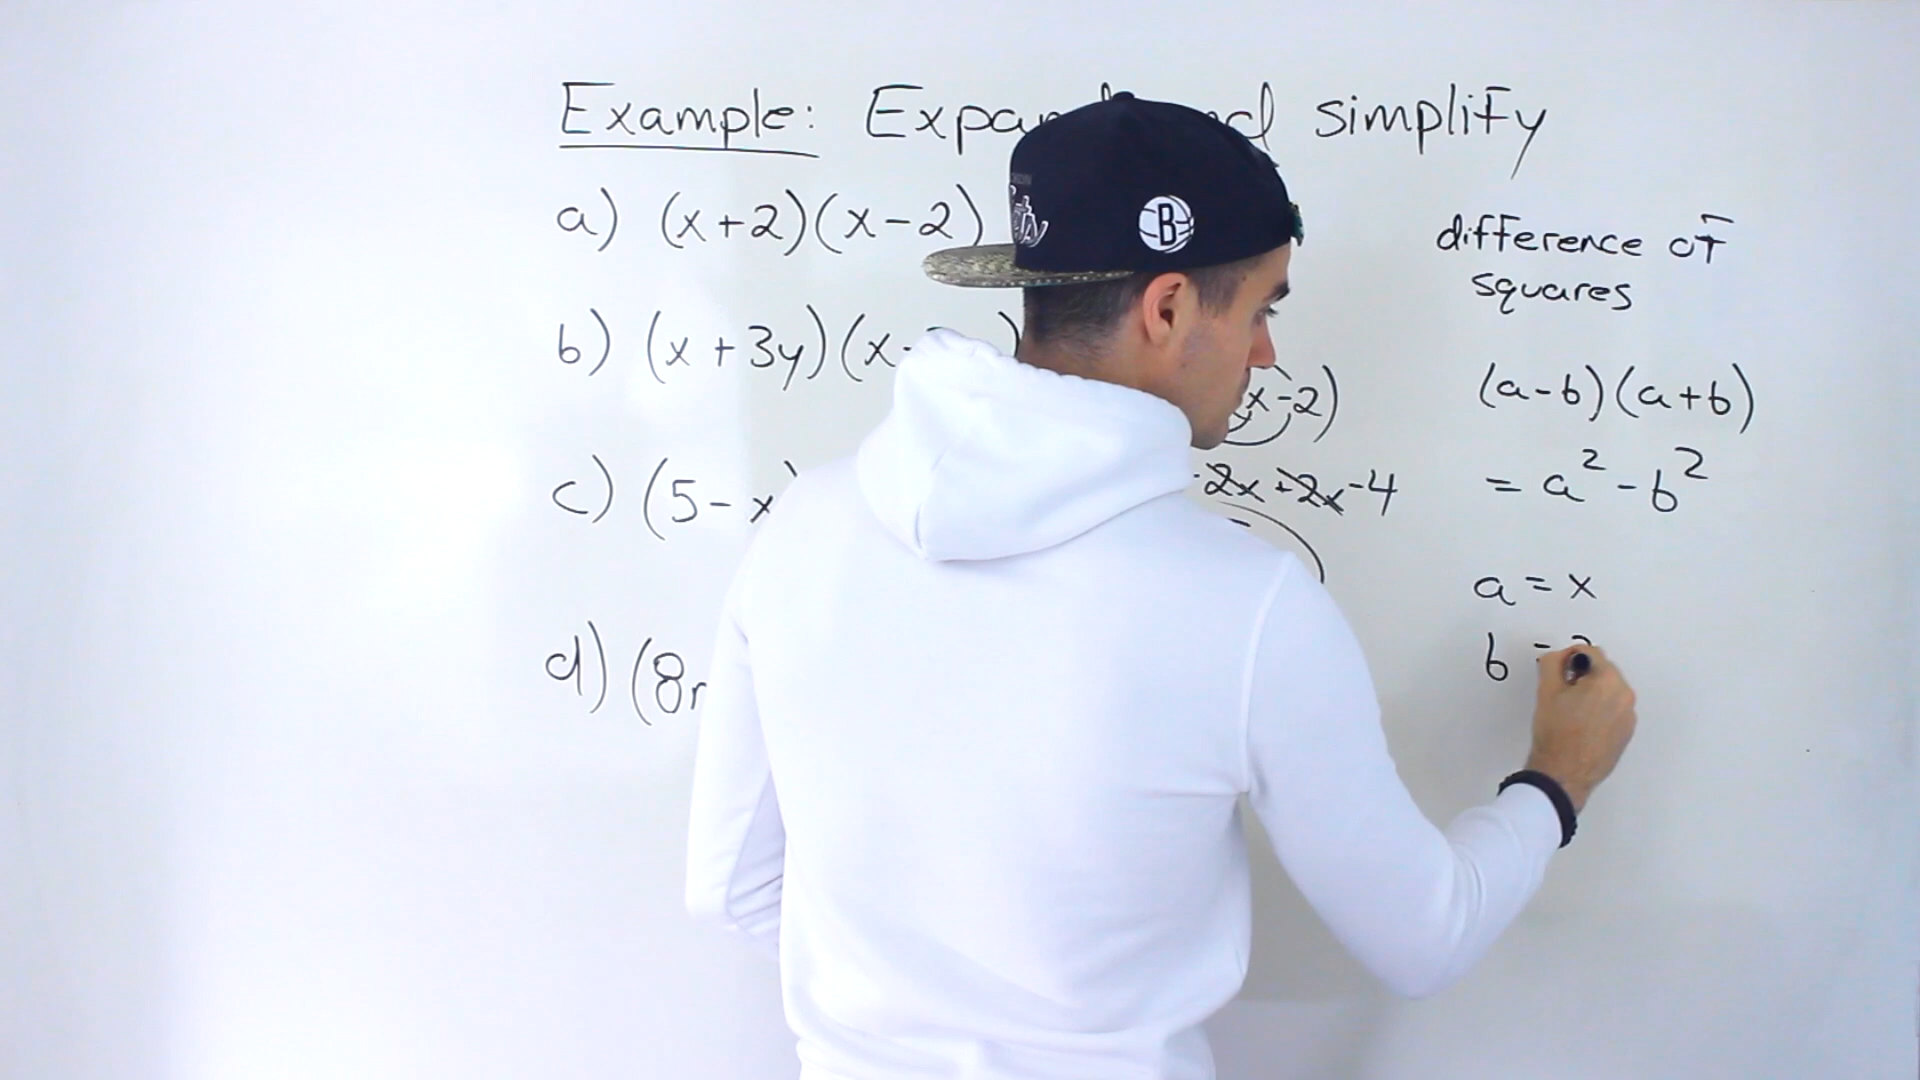 Example: Expand and simplify
a) (x+2)(x-2)
b) (x+3y)(x-
c) (5-x)
d) (8
x-2)
-2x+2x-4
difference of
squares
(a-b)(a+b)
= a²-b²
a = x
b =
B